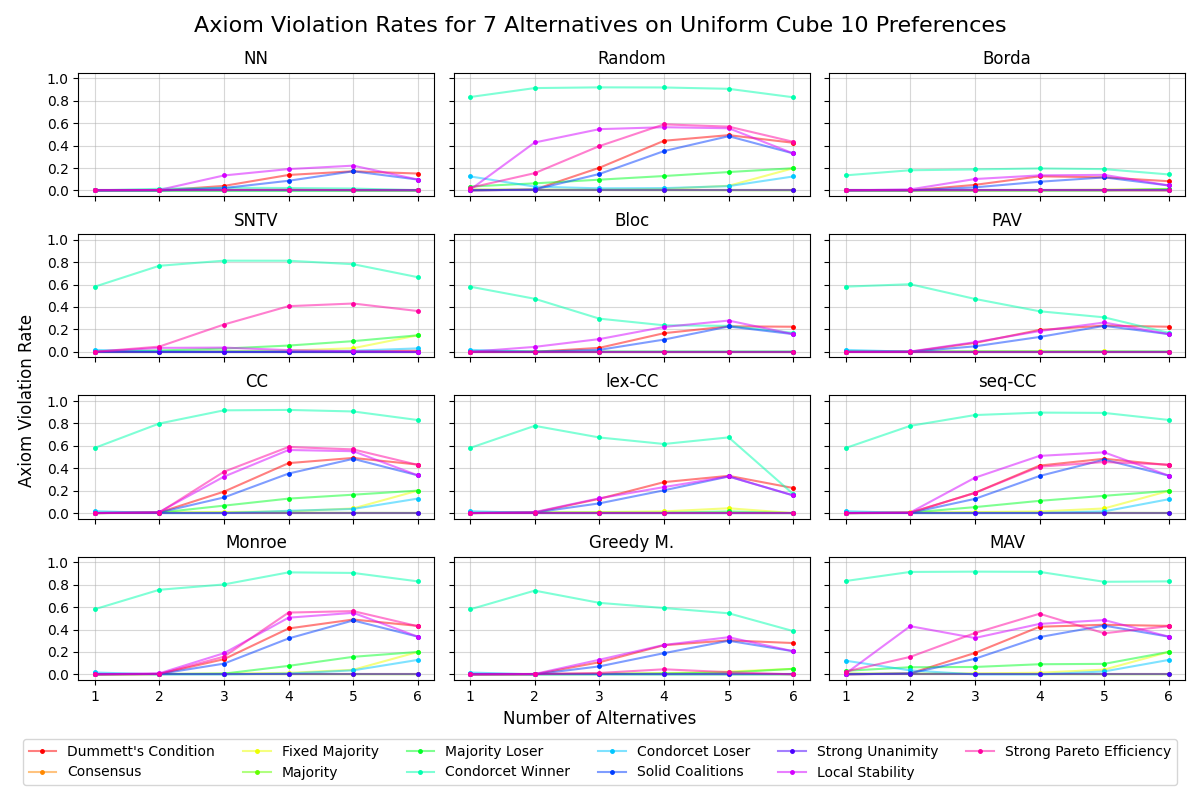 Axiom Violation Rates for 7 Alternatives on Uniform Cube 10 Preferences
NN Random Borda
1.0
0.8
0.6
0.4
0.2
0.0
SNTV Bloc PAV
1.0
0.8
0.6
0.4
0.2
0.0
Axiom Violation Rate
CC lex-CC seq-CC
1.0
0.8
0.6
0.4
0.2
0.0
Monroe Greedy M. MAV
1.0
0.8
0.6
0.4
0.2
0.0
1 2 3 4 5 6 1 2 3 4 5 6 1 2 3 4 5 6
Number of Alternatives
Dummett's Condition Fixed Majority Majority Loser Condorcet Loser Strong Unanimity Strong Pareto Efficiency
Consensus Majority Condorcet Winner Solid Coalitions Local Stability